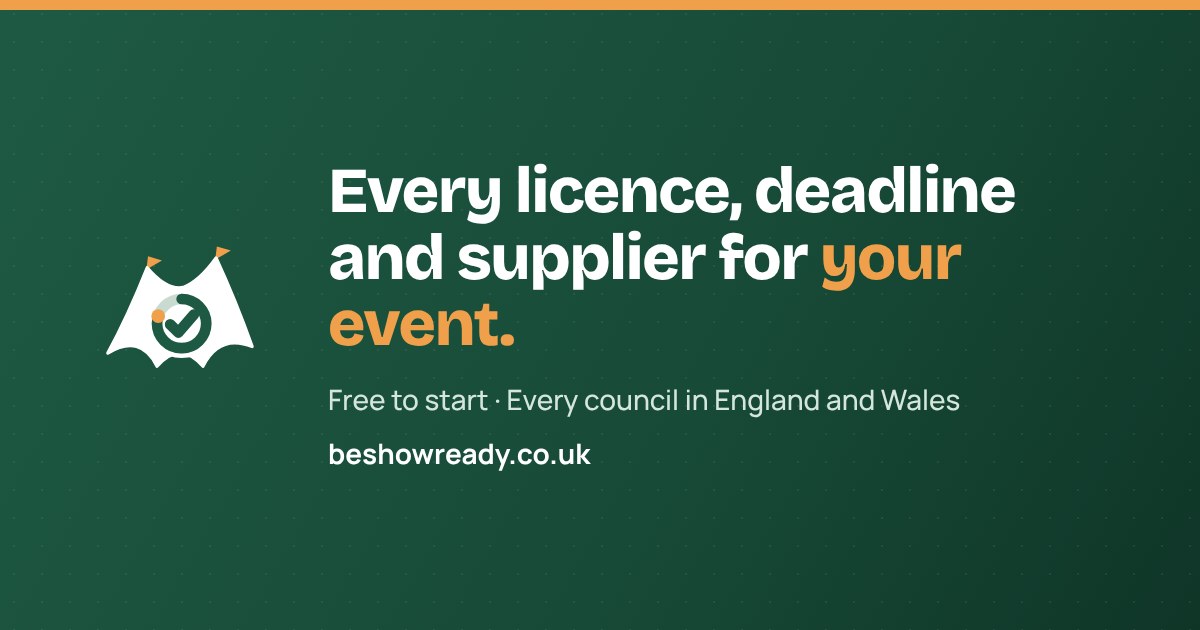 Every licence, deadline
and supplier for your
event.
Free to start · Every council in England and Wales
beshowready.co.uk